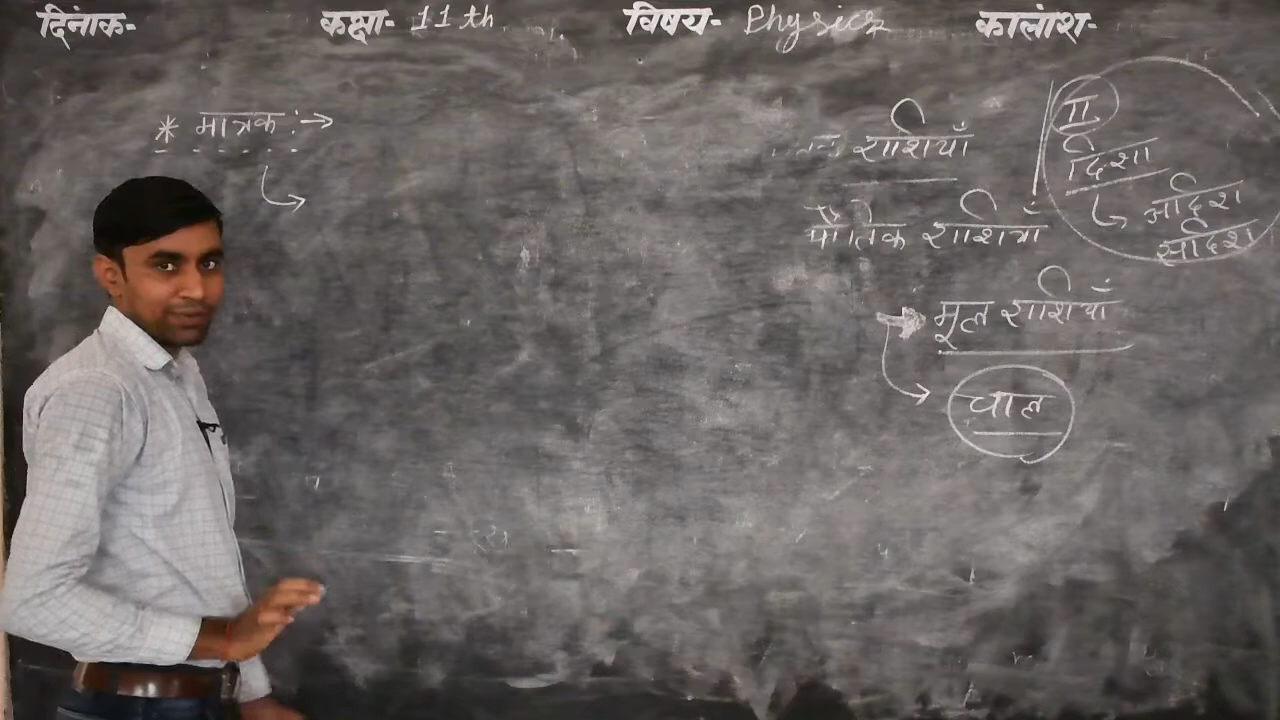 दिंनाक-
कक्षा- 11 th
विषय- Physics
कालांश-
* मात्रक :→
राशियाँ
भौतिक राशियाँ
→ मूल राशियाँ
→ चाल
II
दिशा
↳ अदिश
सदिश